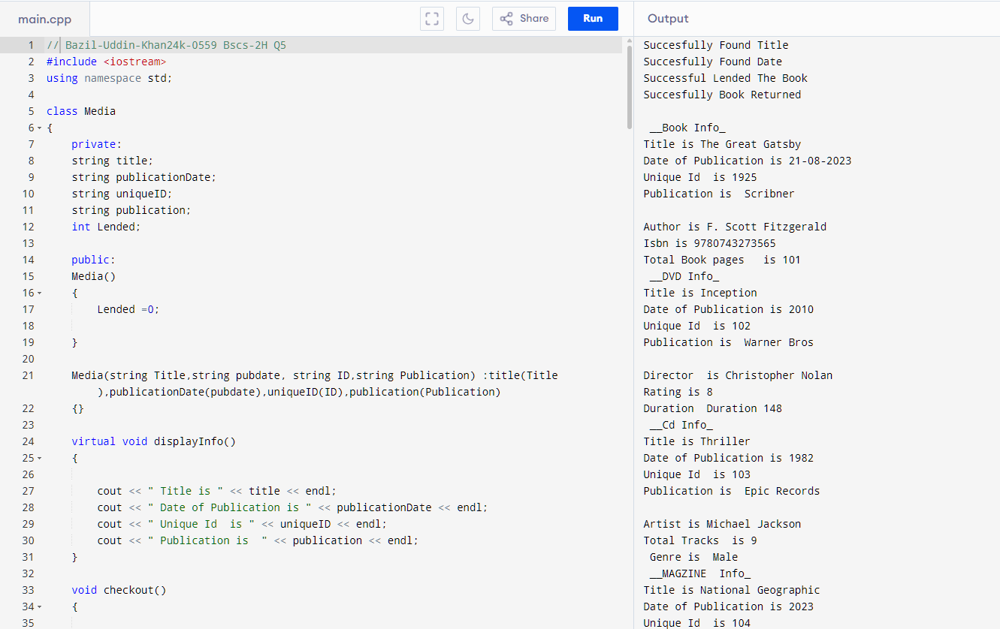 main.cpp
Share
Run
Output
1 // Bazil-Uddin-Khan24k-0559 Bscs-2H Q5
2 #include <iostream>
3 using namespace std;
4
5 class Media
6 {
7 private:
8 string title;
9 string publicationDate;
10 string uniqueID;
11 string publication;
12 int Lended;
13
14 public:
15 Media()
16 {
17 Lended =0;
18
19 }
20
21 Media(string Title,string pubdate, string ID,string Publication) :title(Title
),publicationDate(pubdate),uniqueID(ID),publication(Publication)
22 {}
23
24 virtual void displayInfo()
25 {
26
27 cout << " Title is " << title << endl;
28 cout << " Date of Publication is " << publicationDate << endl;
29 cout << " Unique Id  is " << uniqueID << endl;
30 cout << " Publication is  " << publication << endl;
31 }
32
33 void checkout()
34 {
35
Succesfully Found Title
Succesfully Found Date
Successful Lended The Book
Succesfully Book Returned
__Book Info_
Title is The Great Gatsby
Date of Publication is 21-08-2023
Unique Id  is 1925
Publication is  Scribner
Author is F. Scott Fitzgerald
Isbn is 9780743273565
Total Book pages   is 101
__DVD Info_
Title is Inception
Date of Publication is 2010
Unique Id  is 102
Publication is  Warner Bros
Director  is Christopher Nolan
Rating is 8
Duration  Duration 148
__Cd Info_
Title is Thriller
Date of Publication is 1982
Unique Id  is 103
Publication is  Epic Records
Artist is Michael Jackson
Total Tracks  is 9
Genre is  Male
__MAGZINE  Info_
Title is National Geographic
Date of Publication is 2023
Unique Id  is 104